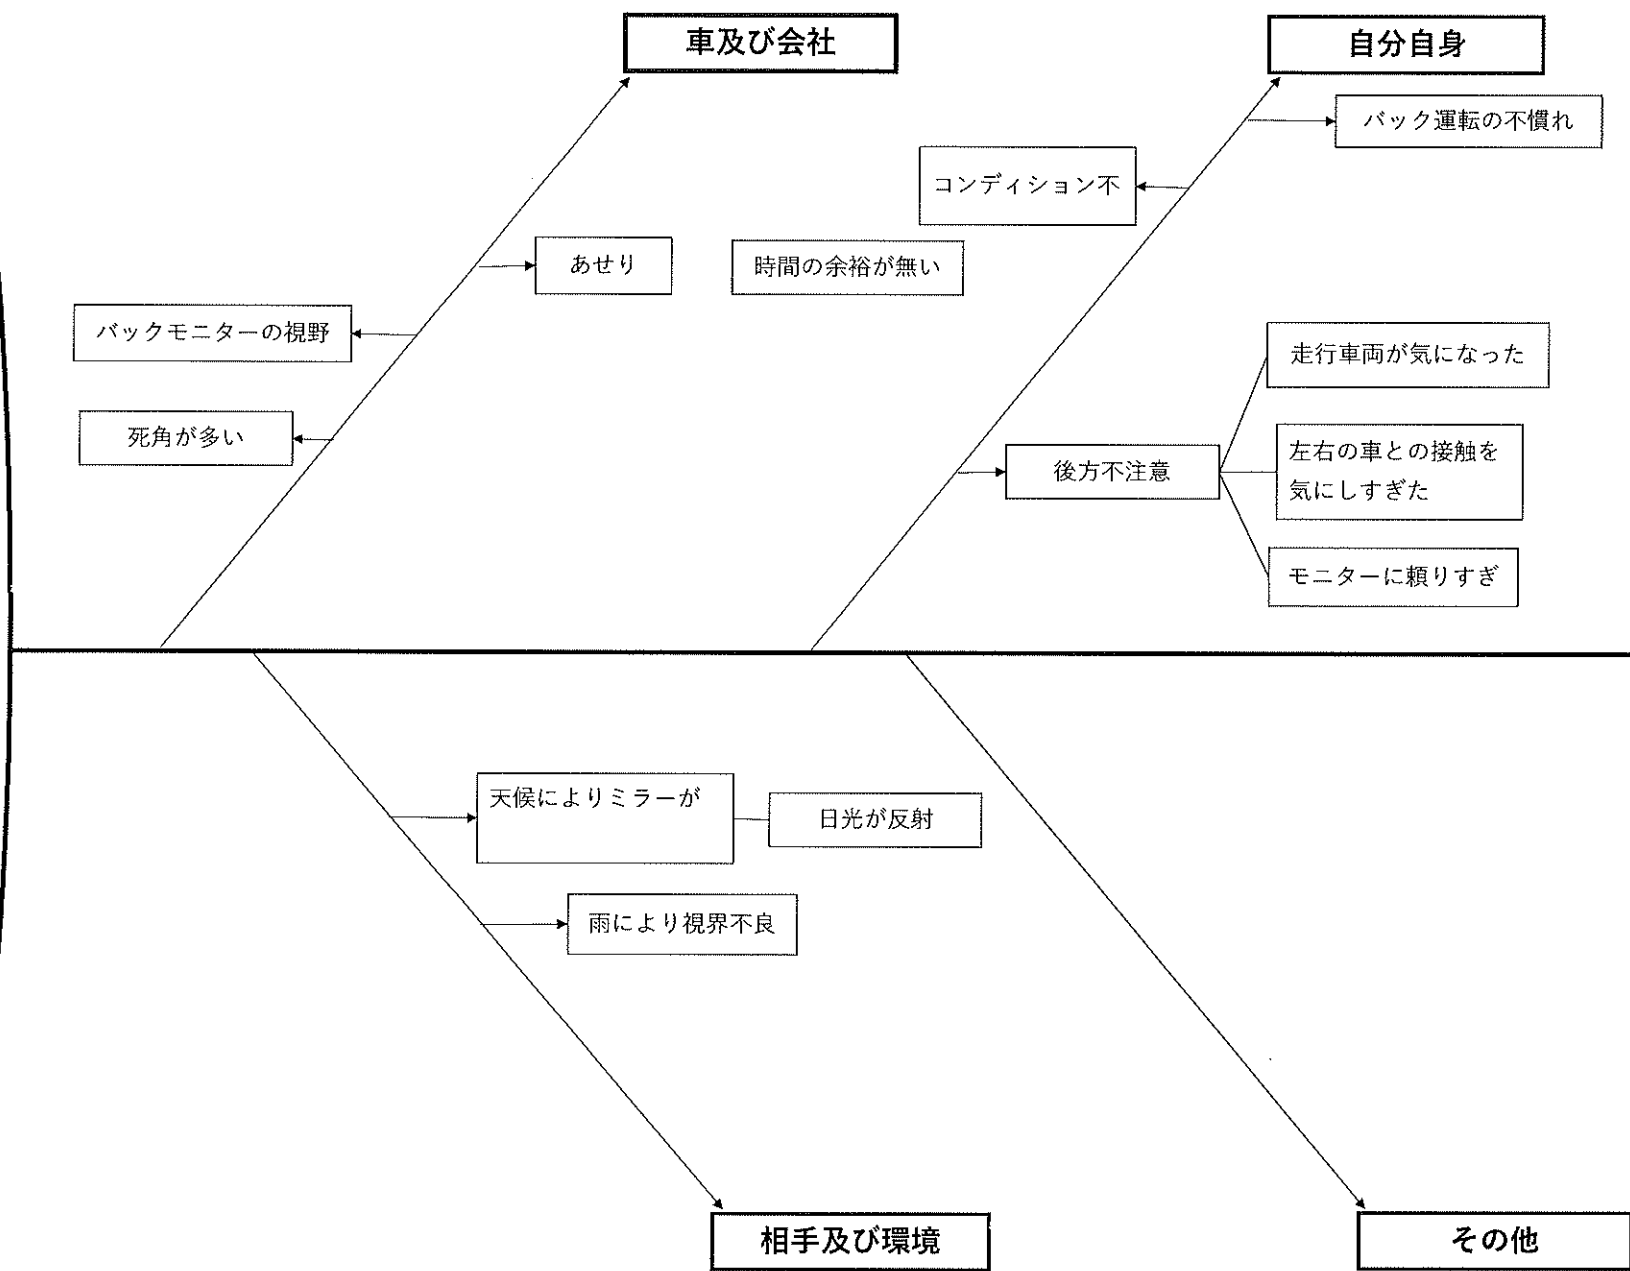 車及び会社
自分自身
バック運転の不慣れ
コンディション不
あせり
時間の余裕が無い
バックモニターの視野
走行車両が気になった
死角が多い
左右の車との接触を
気にしすぎた
後方不注意
モニターに頼りすぎ
天候によりミラーが
日光が反射
雨により視界不良
相手及び環境
その他